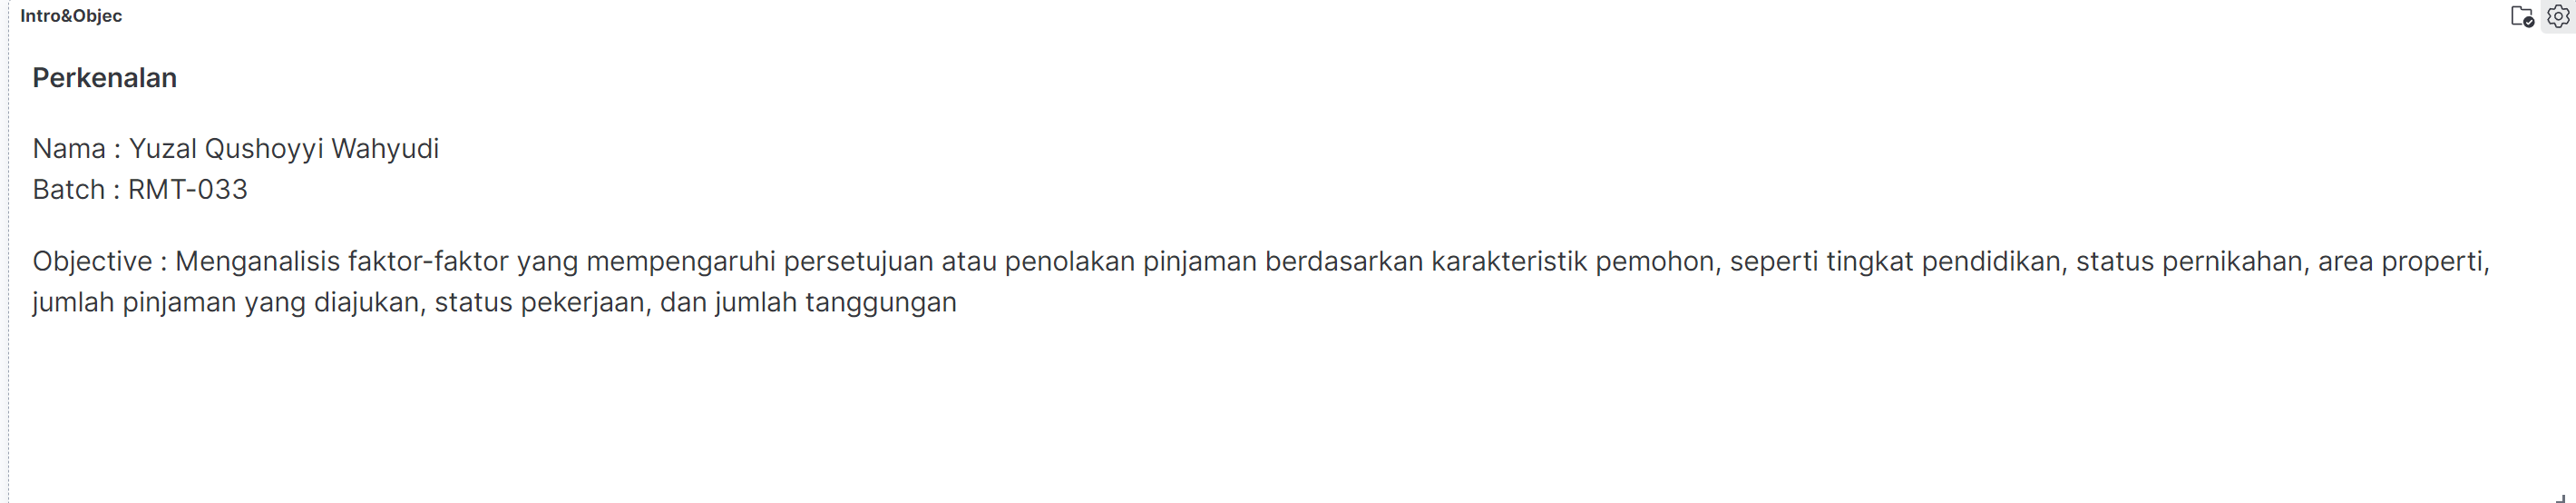 Intro&Objec
Perkenalan
Nama : Yuzal Qushoyyi Wahyudi
Batch : RMT-033
Objective : Menganalisis faktor-faktor yang mempengaruhi persetujuan atau penolakan pinjaman berdasarkan karakteristik pemohon, seperti tingkat pendidikan, status pernikahan, area properti,
jumlah pinjaman yang diajukan, status pekerjaan, dan jumlah tanggungan